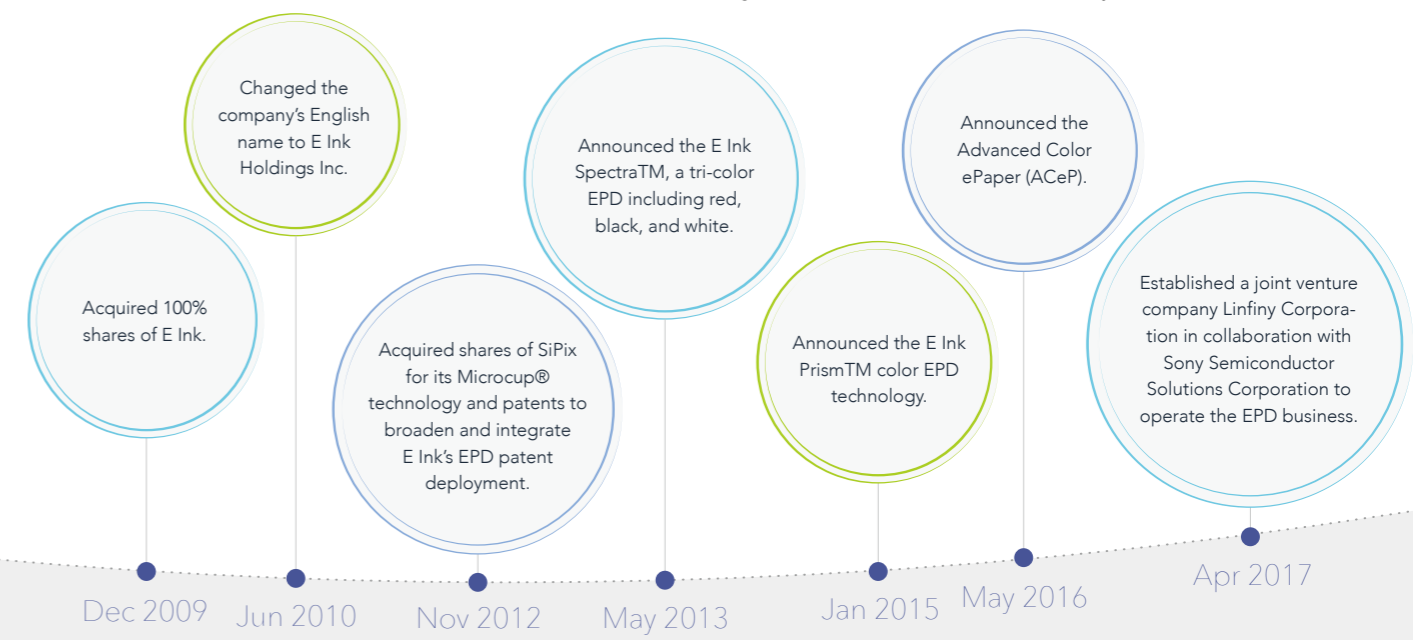 Changed the
company's English
name to E Ink
Holdings Inc.
Announced the E Ink
SpectraTM, a tri-color
EPD including red,
black, and white.
Announced the
Advanced Color
ePaper (ACeP).
Acquired 100%
shares of E Ink.
Acquired shares of SiPix
for its Microcup®
technology and patents to
broaden and integrate
E Ink's EPD patent
deployment.
Announced the E Ink
PrismTM color EPD
technology.
Established a joint venture
company Linfiny Corpora-
tion in collaboration with
Sony Semiconductor
Solutions Corporation to
operate the EPD business.
Dec 2009
Jun 2010
Nov 2012
May 2013
Jan 2015
May 2016
Apr 2017